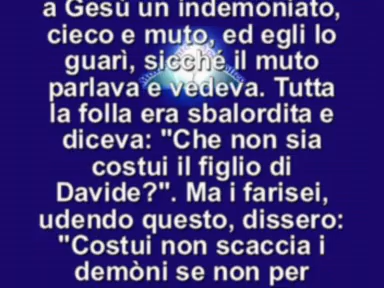 a Gesù un indemoniato,
cieco e muto, ed egli lo
guarì, sicché il muto
parlava e vedeva. Tutta
la folla era sbalordita e
diceva: "Che non sia
costui il figlio di
Davide?". Ma i farisei,
udendo questo, dissero:
"Costui non scaccia i
demòni se non per